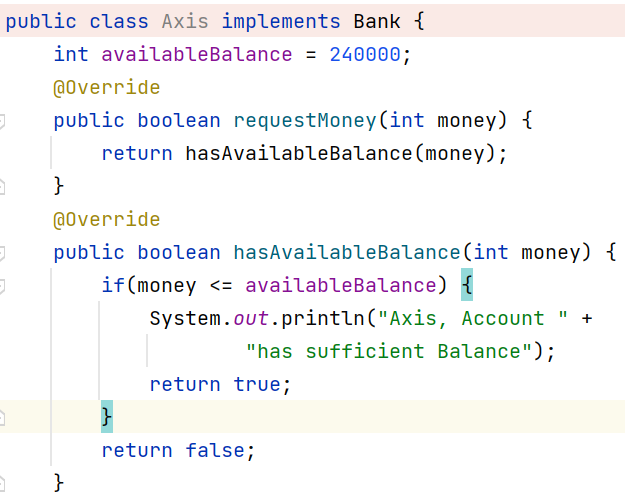 public class Axis implements Bank {
    int availableBalance = 240000;
    @Override
    public boolean requestMoney(int money) {
        return hasAvailableBalance(money);
    }
    @Override
    public boolean hasAvailableBalance(int money) {
        if(money <= availableBalance) {
            System.out.println("Axis, Account " +
                    "has sufficient Balance");
            return true;
        }
        return false;
    }